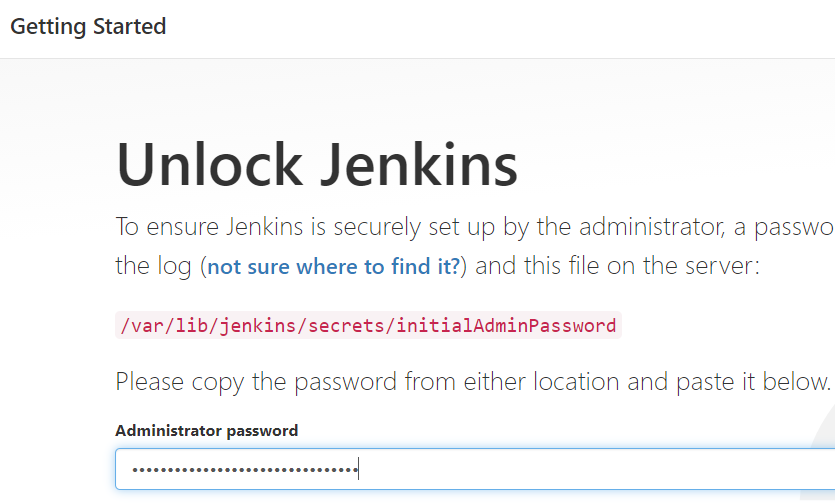 Getting Started
Unlock Jenkins
To ensure Jenkins is securely set up by the administrator, a
the log (not sure where to find it?) and this file on the server:
/var/lib/jenkins/secrets/initialAdminPassword
Please copy the password from either location and paste it below.
Administrator password